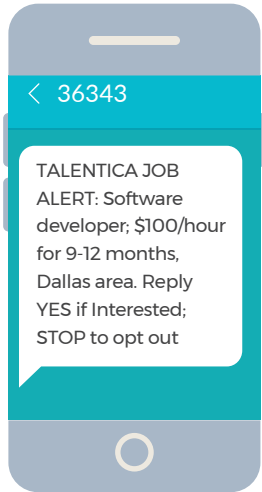 36343
TALENTICA JOB
ALERT: Software
developer; $100/hour
for 9-12 months,
Dallas area. Reply
YES if Interested;
STOP to opt out